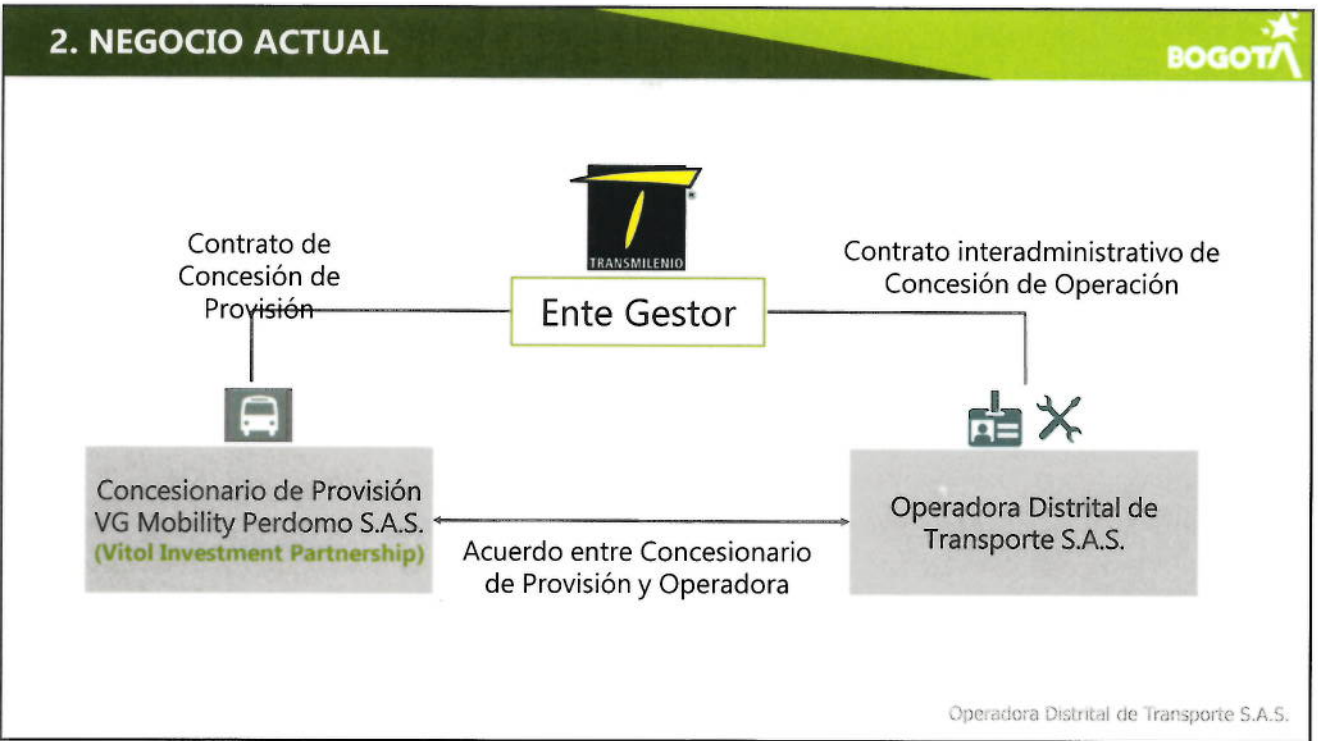 2. NEGOCIO ACTUAL
BOGOTÁ
TRANSMILENIO
®
Contrato de
Concesión de
Provisión
Ente Gestor
Contrato interadministrativo de
Concesión de Operación
Concesionario de Provisión
VG Mobility Perdomo S.A.S.
(Vitol Investment Partnership)
Acuerdo entre Concesionario
de Provisión y Operadora
Operadora Distrital de
Transporte S.A.S.
Operadora Distrital de Transporte S.A.S.